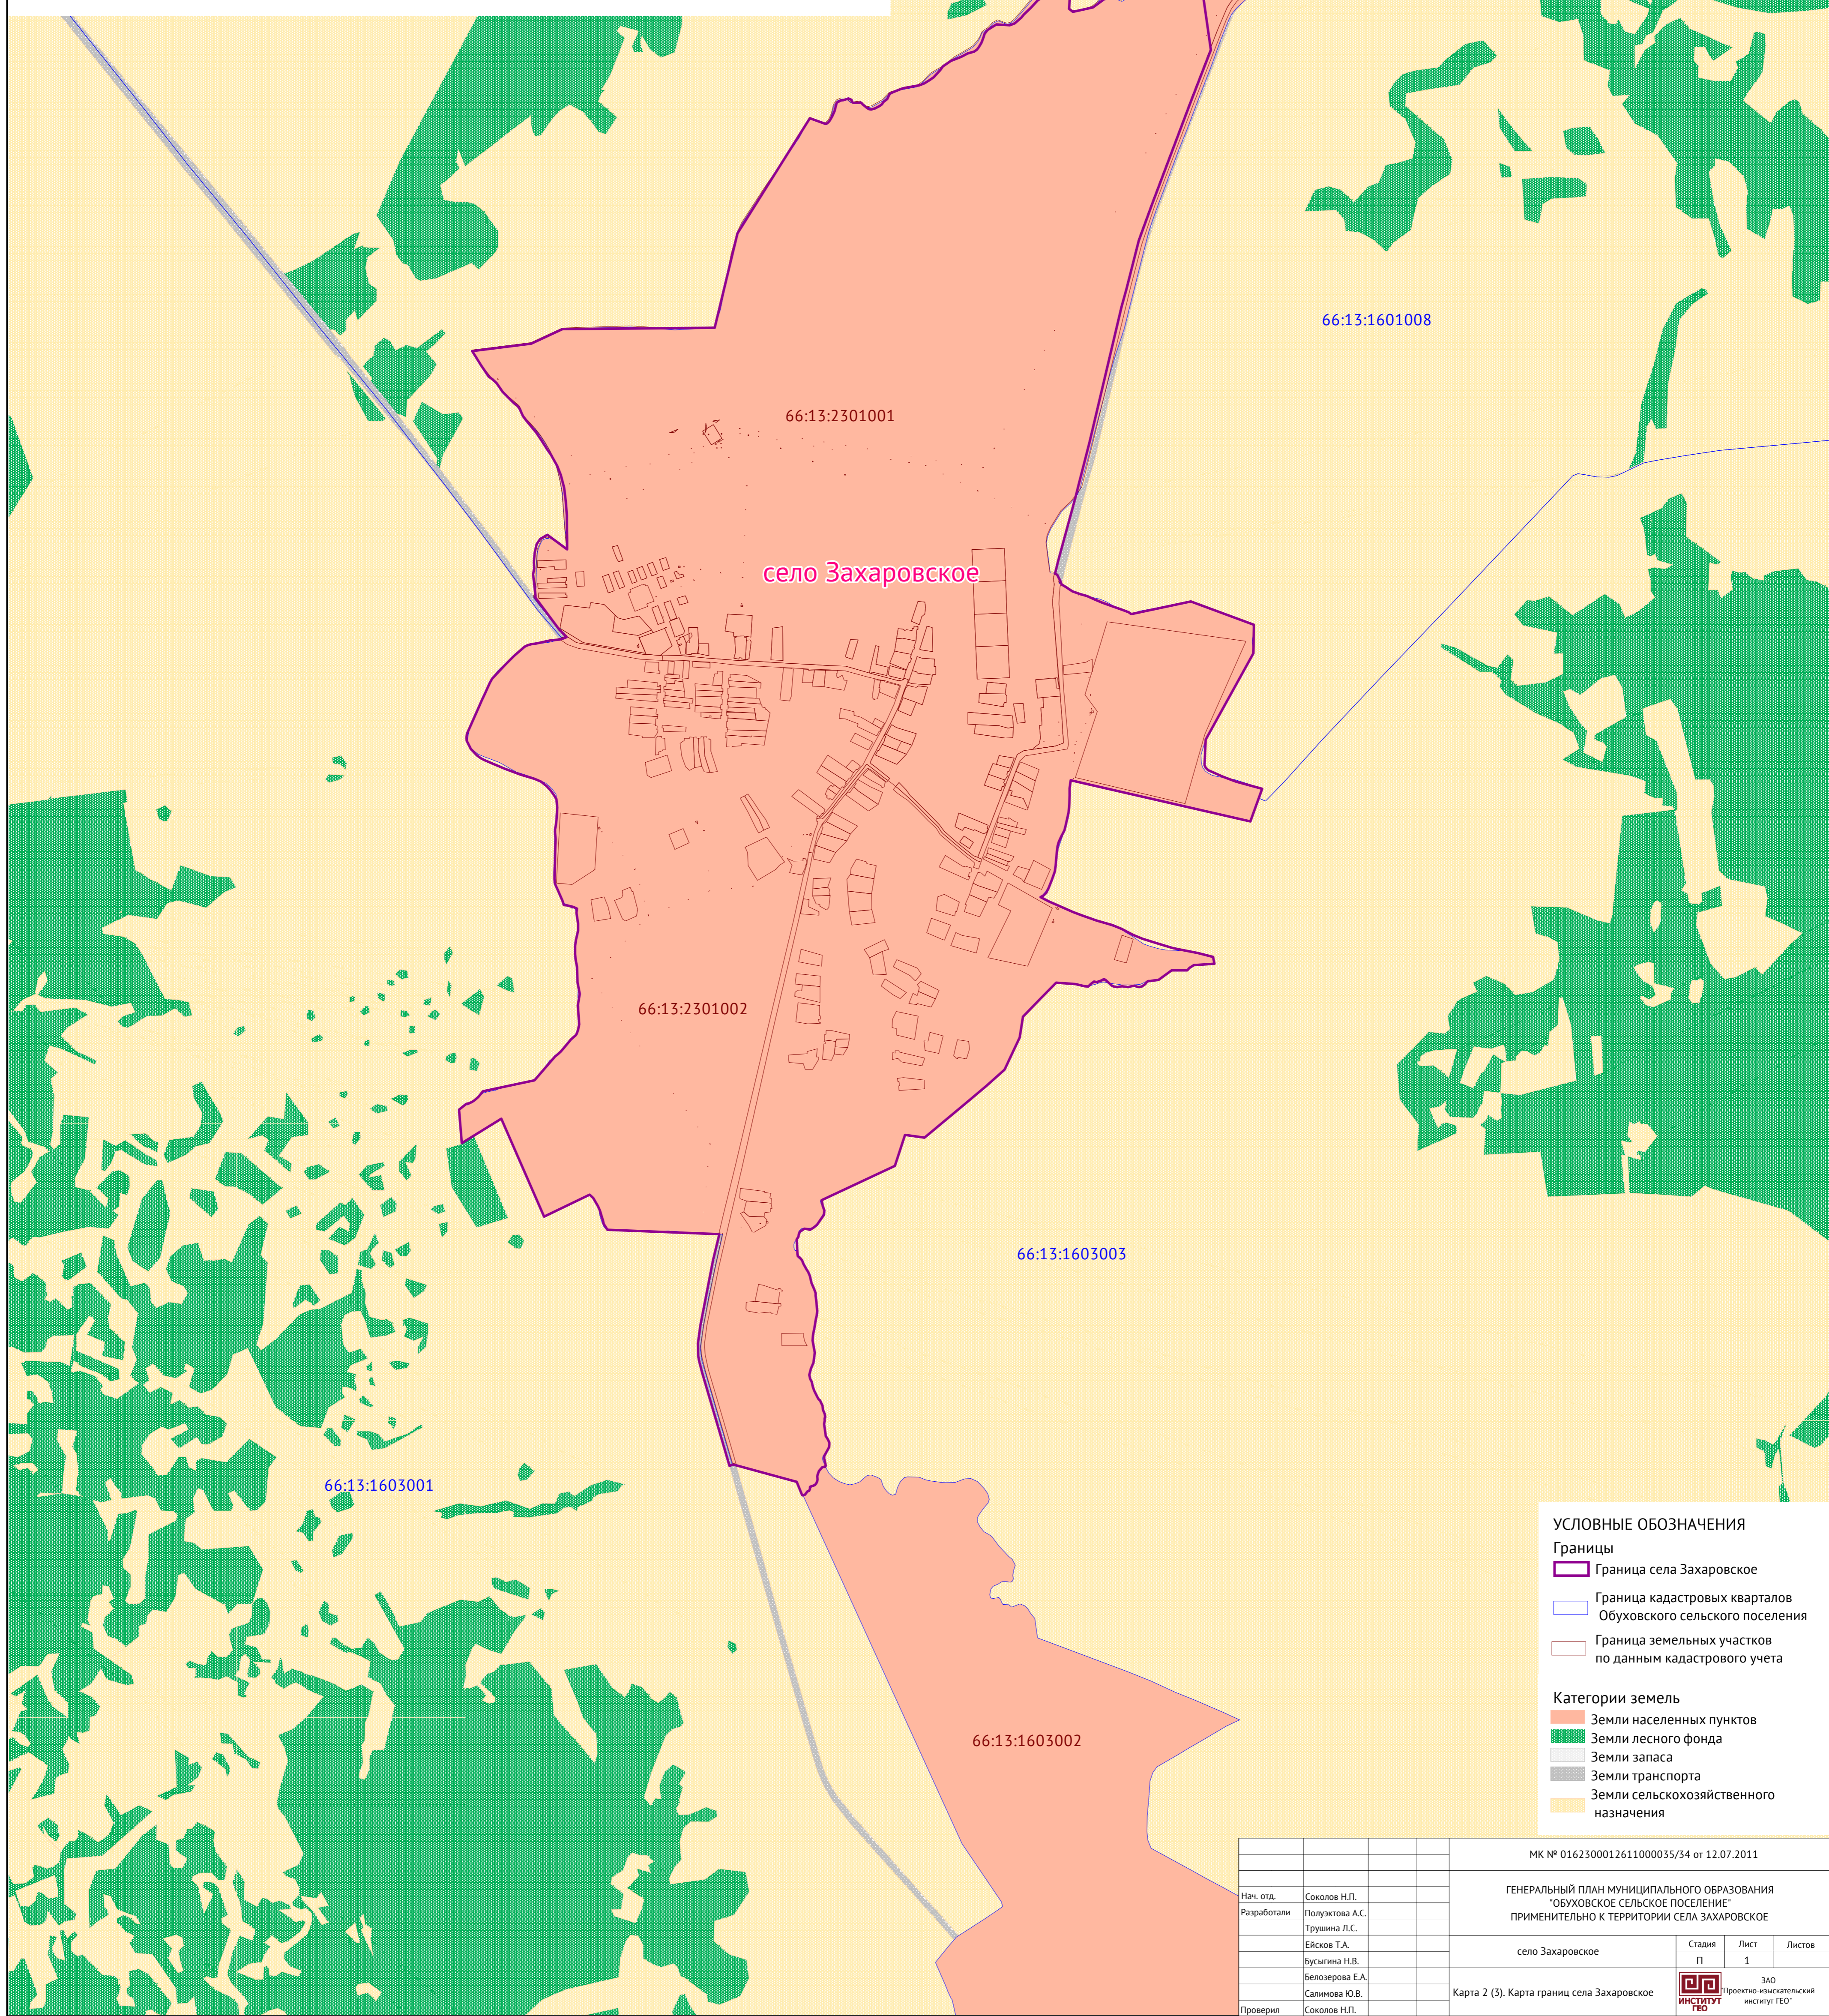 66:13:1601008
66:13:2301001
село Захаровское
66:13:2301002
66:13:1603003
66:13:1603001
66:13:1603002
УСЛОВНЫЕ ОБОЗНАЧЕНИЯ
Границы
Граница села Захаровское
Граница кадастровых кварталов
Обуховского сельского поселения
Граница земельных участков
по данным кадастрового учета
Категории земель
Земли населенных пунктов
Земли лесного фонда
Земли запаса
Земли транспорта
Земли сельскохозяйственного
назначения
МК № 0162300012611000035/34 от 12.07.2011
ГЕНЕРАЛЬНЫЙ ПЛАН МУНИЦИПАЛЬНОГО ОБРАЗОВАНИЯ
"ОБУХОВСКОЕ СЕЛЬСКОЕ ПОСЕЛЕНИЕ"
ПРИМЕНИТЕЛЬНО К ТЕРРИТОРИИ СЕЛА ЗАХАРОВСКОЕ
Нач. отд. Соколов Н.П.
Разработали Полуэктова А.С.
Трушина Л.С.
Ейсков Т.А.
Бусыгина Н.В.
Белозерова Е.А.
Салимова Ю.В.
Проверил Соколов Н.П.
село Захаровское
Стадия Лист Листов
П 1
Карта 2 (3). Карта границ села Захаровское
ИНСТИТУТ
ГЕО
ЗАО
"Проектно-изыскательский
институт ГЕО"